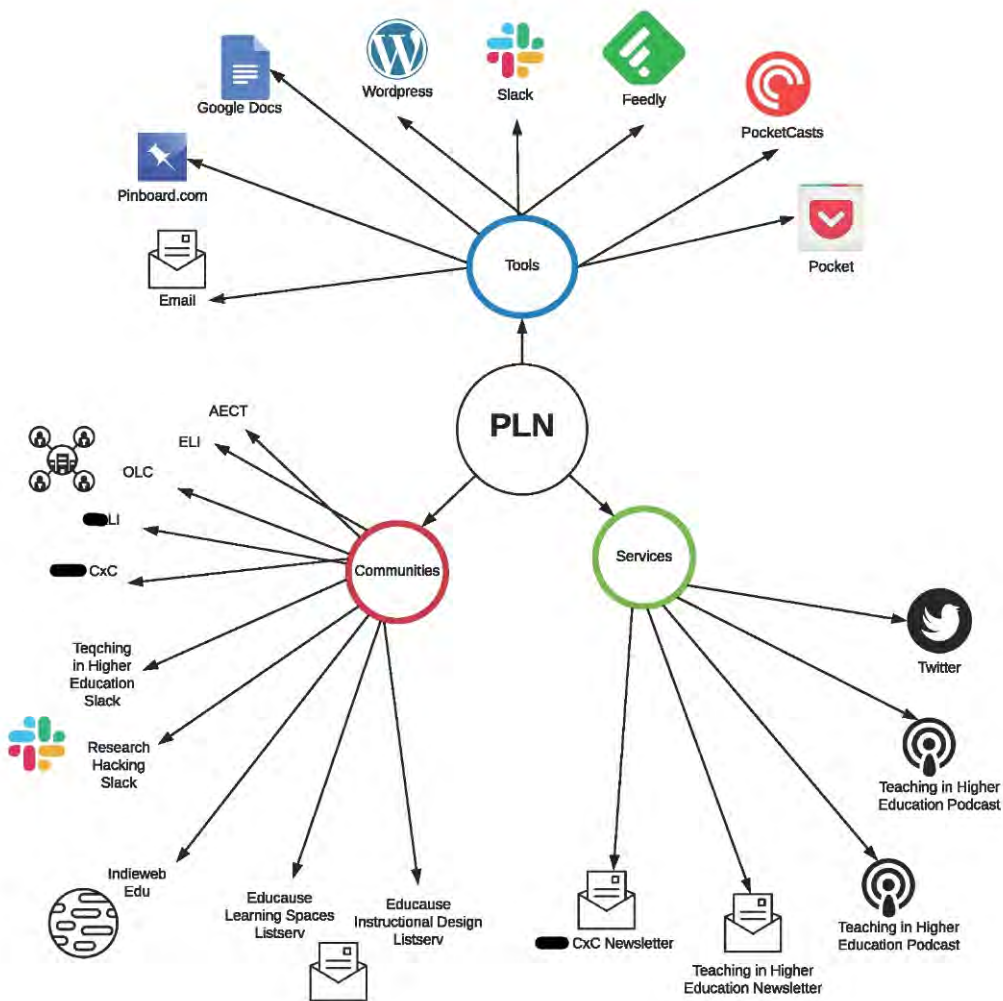 Google Docs
Wordpress
Slack
Feedly
PocketCasts
Pinboard.com
Email
Pocket
Tools
PLN
AECT
ELI
OLC
LI
CxC
Communities
Services
Teqching
in Higher
Education
Slack
Research
Hacking
Slack
Indieweb
Edu
Educause
Learning Spaces
Listserv
Educause
Instructional Design
Listserv
Twitter
Teaching in Higher
Education Podcast
Teaching in Higher
Education Podcast
CxC Newsletter
Teaching in Higher
Education Newsletter